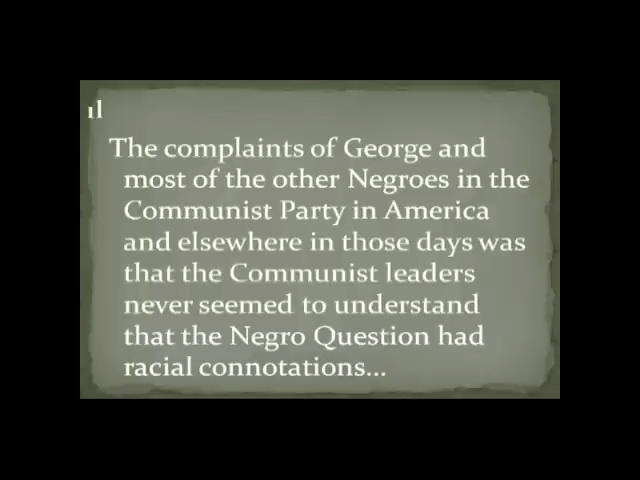 The complaints of George and
most of the other Negroes in the
Communist Party in America
and elsewhere in those days was
that the Communist leaders
never seemed to understand
that the Negro Question had
racial connotations...